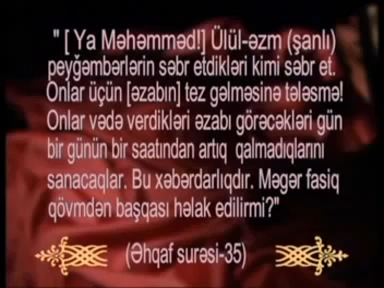 " [ Ya Məhəmməd!] Ülül-əzm (şanlı)
peyğəmbərlərin səbr etdikləri kimi səbr et.
Onlar üçün [əzabın] tez gəlməsinə tələsmə!
Onlar vədə verdikləri əzabı görəcəkləri gün
bir günün bir saatından artıq qalmadıqlarını
sanacaqlar. Bu xəbərdarlıqdır. Məgər fasiq
qövmdən başqası həlak edilirmi?"
(Əhqaf surəsi-35)